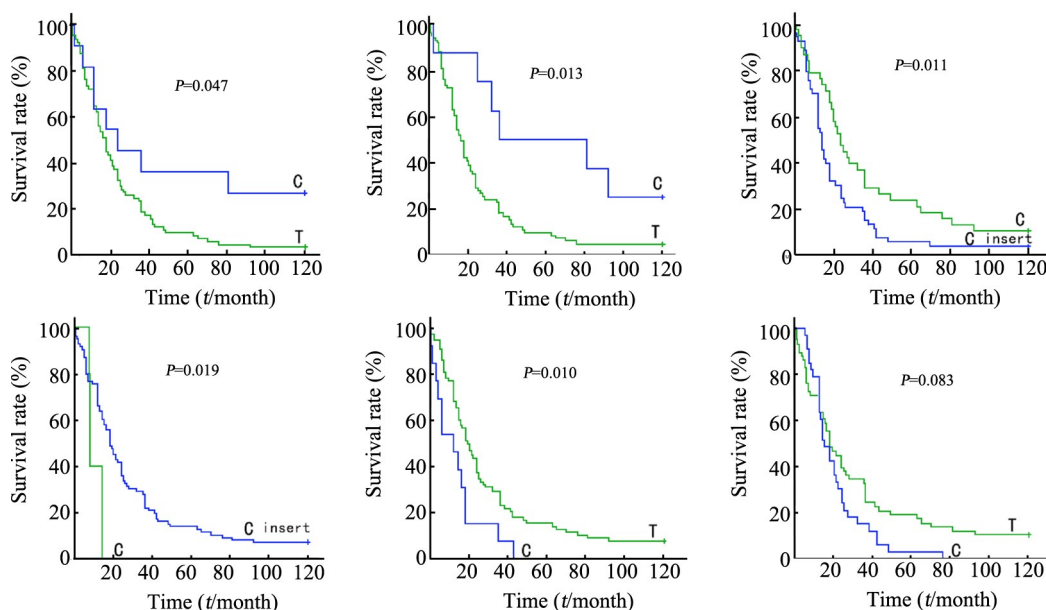 100
80
60
40
20
0
Survival rate (%)
P=0.047
C
T
20 40 60 80 100 120
Time (t/month)
100
80
60
40
20
0
Survival rate (%)
P=0.013
C
T
20 40 60 80 100 120
Time (t/month)
100
80
60
40
20
Survival rate (%)
P=0.011
C
C insert
20 40 60 80 100 120
Time (t/month)
100
80
60
40
20
0
Survival rate (%)
P=0.019
C insert
C
20 40 60 80 100 120
Time (t/month)
100
80
60
40
20
0
Survival rate (%)
P=0.010
T
C
20 40 60 80 100 120
Time (t/month)
100
80
60
40
20
0
Survival rate (%)
P=0.083
T
C
20 40 60 80 100 120
Time (t/month)